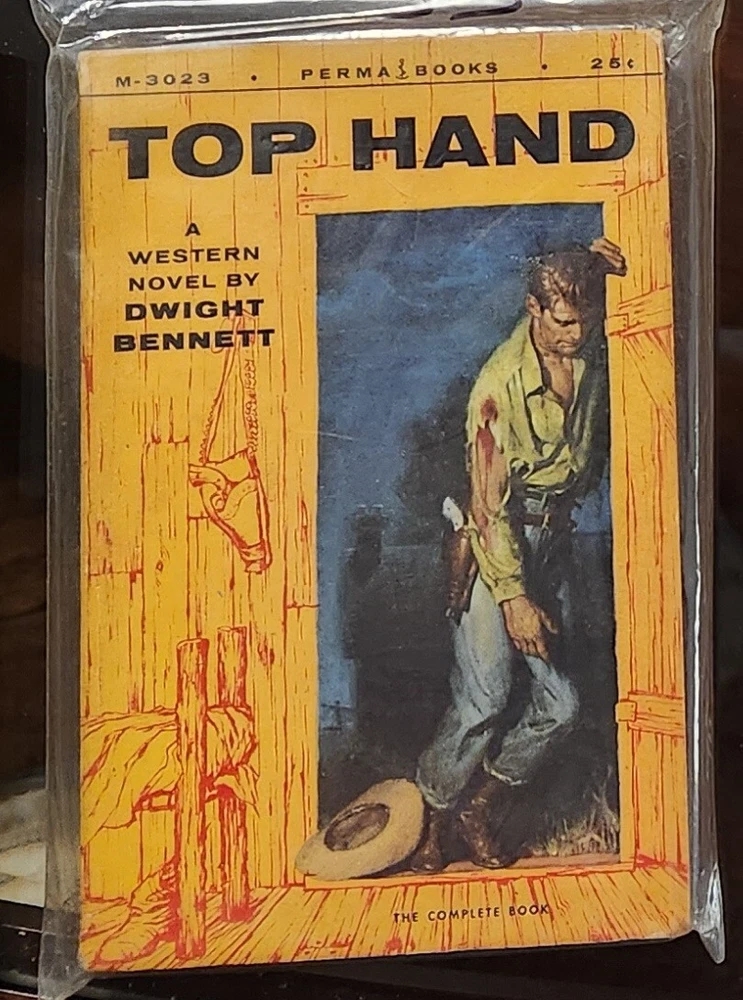 M-3023 • PERMA BOOKS • 25¢
TOP HAND
A
WESTERN
NOVEL BY
DWIGHT
BENNETT
THE COMPLETE BOOK